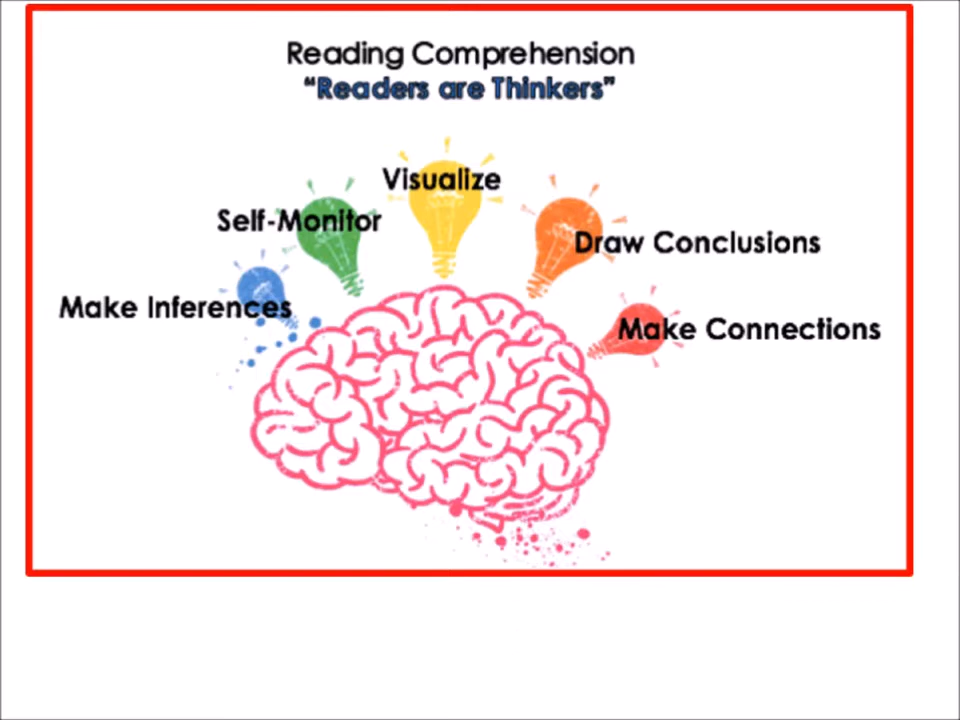 Reading Comprehension
“Readers are Thinkers”
Visualize
Self-Monitor
Draw Conclusions
Make Inferences
Make Connections